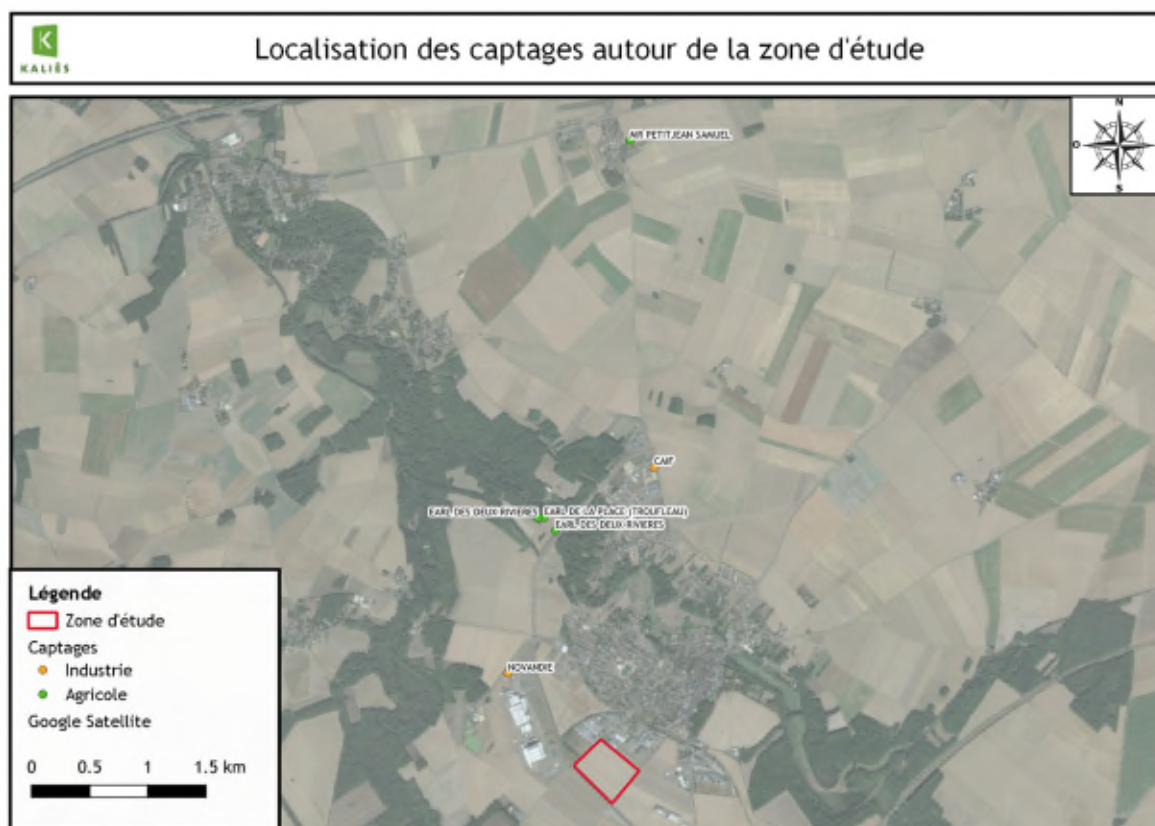 KALIÈS
Localisation des captages autour de la zone d'étude
N
O
S
MR PETITJEAN SAMUEL
CAIF
EARL DES DEUX RIVIERES
EARL DE LA PLACE (TROUFLEAU)
EARL DES DEUX-RIVIERES
NOVANDIE
Légende
Zone d'étude
Captages
Industrie
Agricole
Google Satellite
0 0.5 1 1.5 km